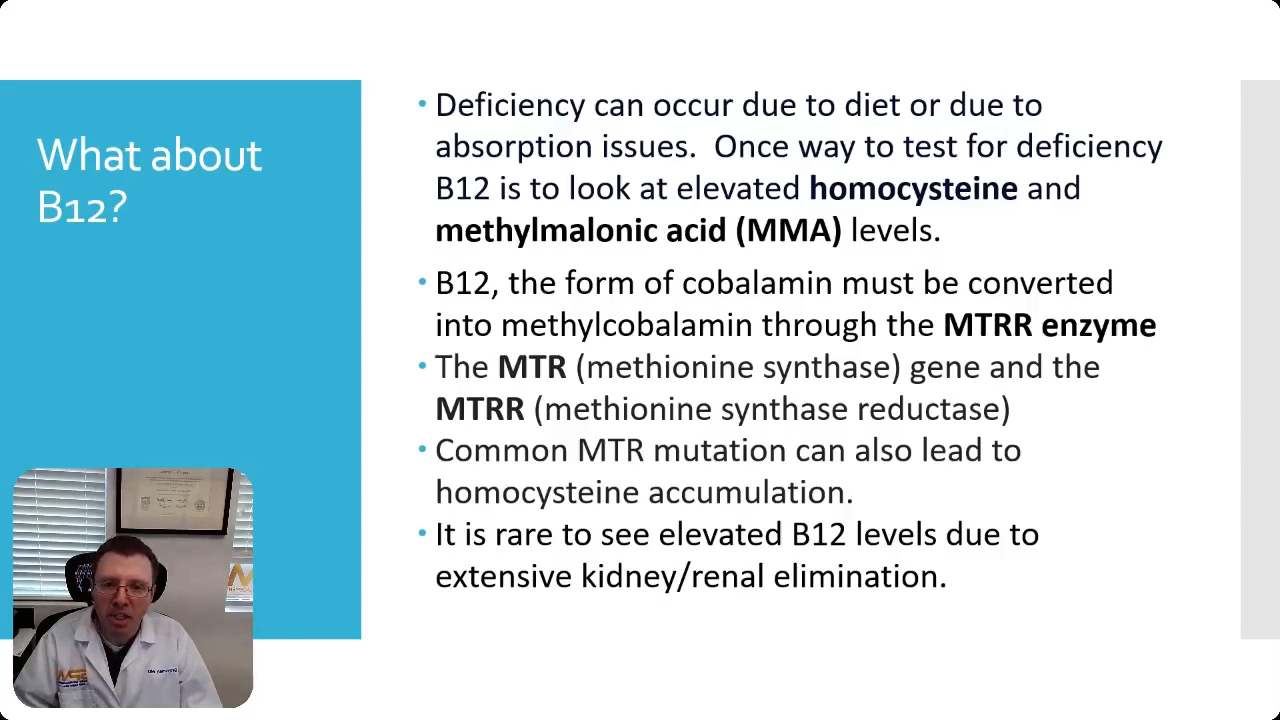 What about
B12?
• Deficiency can occur due to diet or due to
absorption issues.  Once way to test for deficiency
B12 is to look at elevated homocysteine and
methylmalonic acid (MMA) levels.
• B12, the form of cobalamin must be converted
into methylcobalamin through the MTRR enzyme
• The MTR (methionine synthase) gene and the
MTRR (methionine synthase reductase)
• Common MTR mutation can also lead to
homocysteine accumulation.
• It is rare to see elevated B12 levels due to
extensive kidney/renal elimination.